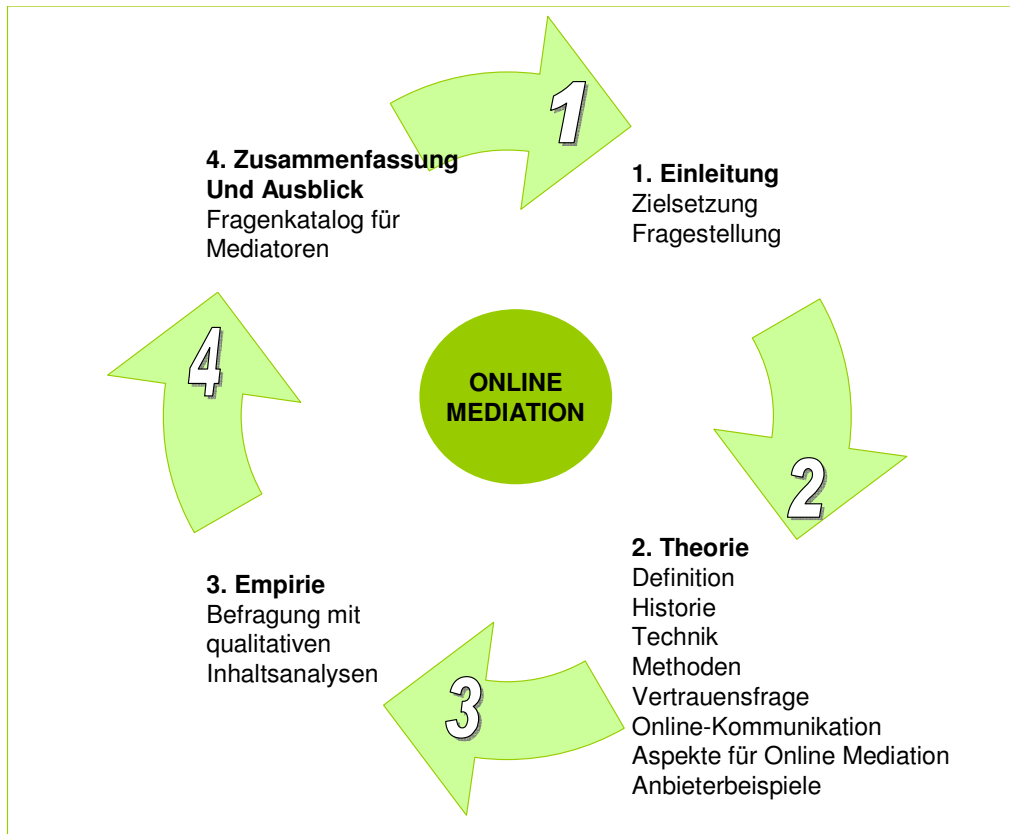 1
1. Einleitung
Zielsetzung
Fragestellung
2
2. Theorie
Definition
Historie
Technik
Methoden
Vertrauensfrage
Online-Kommunikation
Aspekte für Online Mediation
Anbieterbeispiele
3
3. Empirie
Befragung mit
qualitativen
Inhaltsanalysen
4
4. Zusammenfassung
Und Ausblick
Fragenkatalog für
Mediatoren
ONLINE
MEDIATION